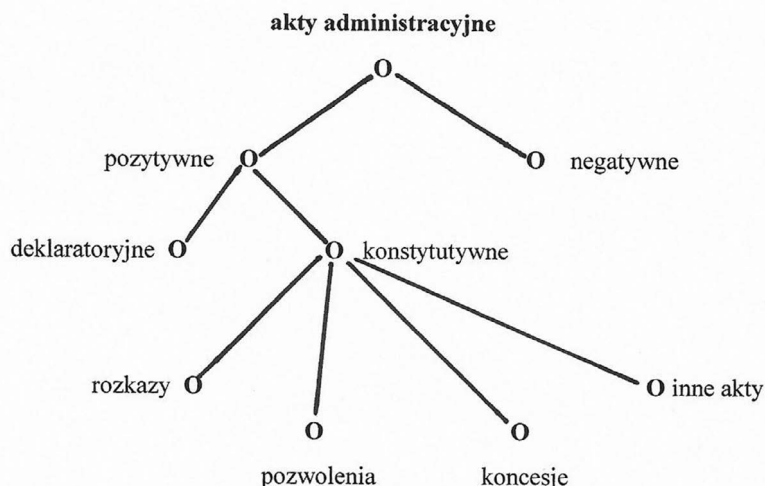 akty administracyjne
O
pozytywne O
O negatywne
deklaratoryjne O
O konstytutywne
rozkazy O
O inne akty
O
O
pozwolenia
koncesje